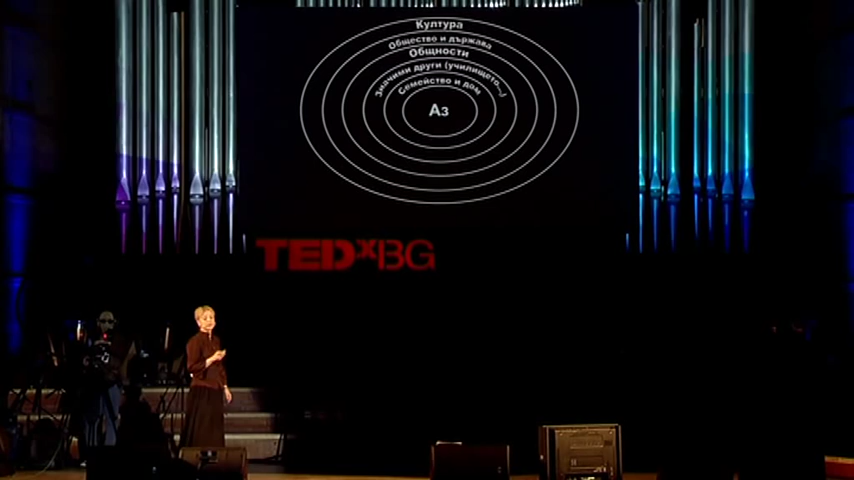 Култура
Общество и държава
Общности
Значими други (училището...)
Семейство и дом
Аз
TEDxBG